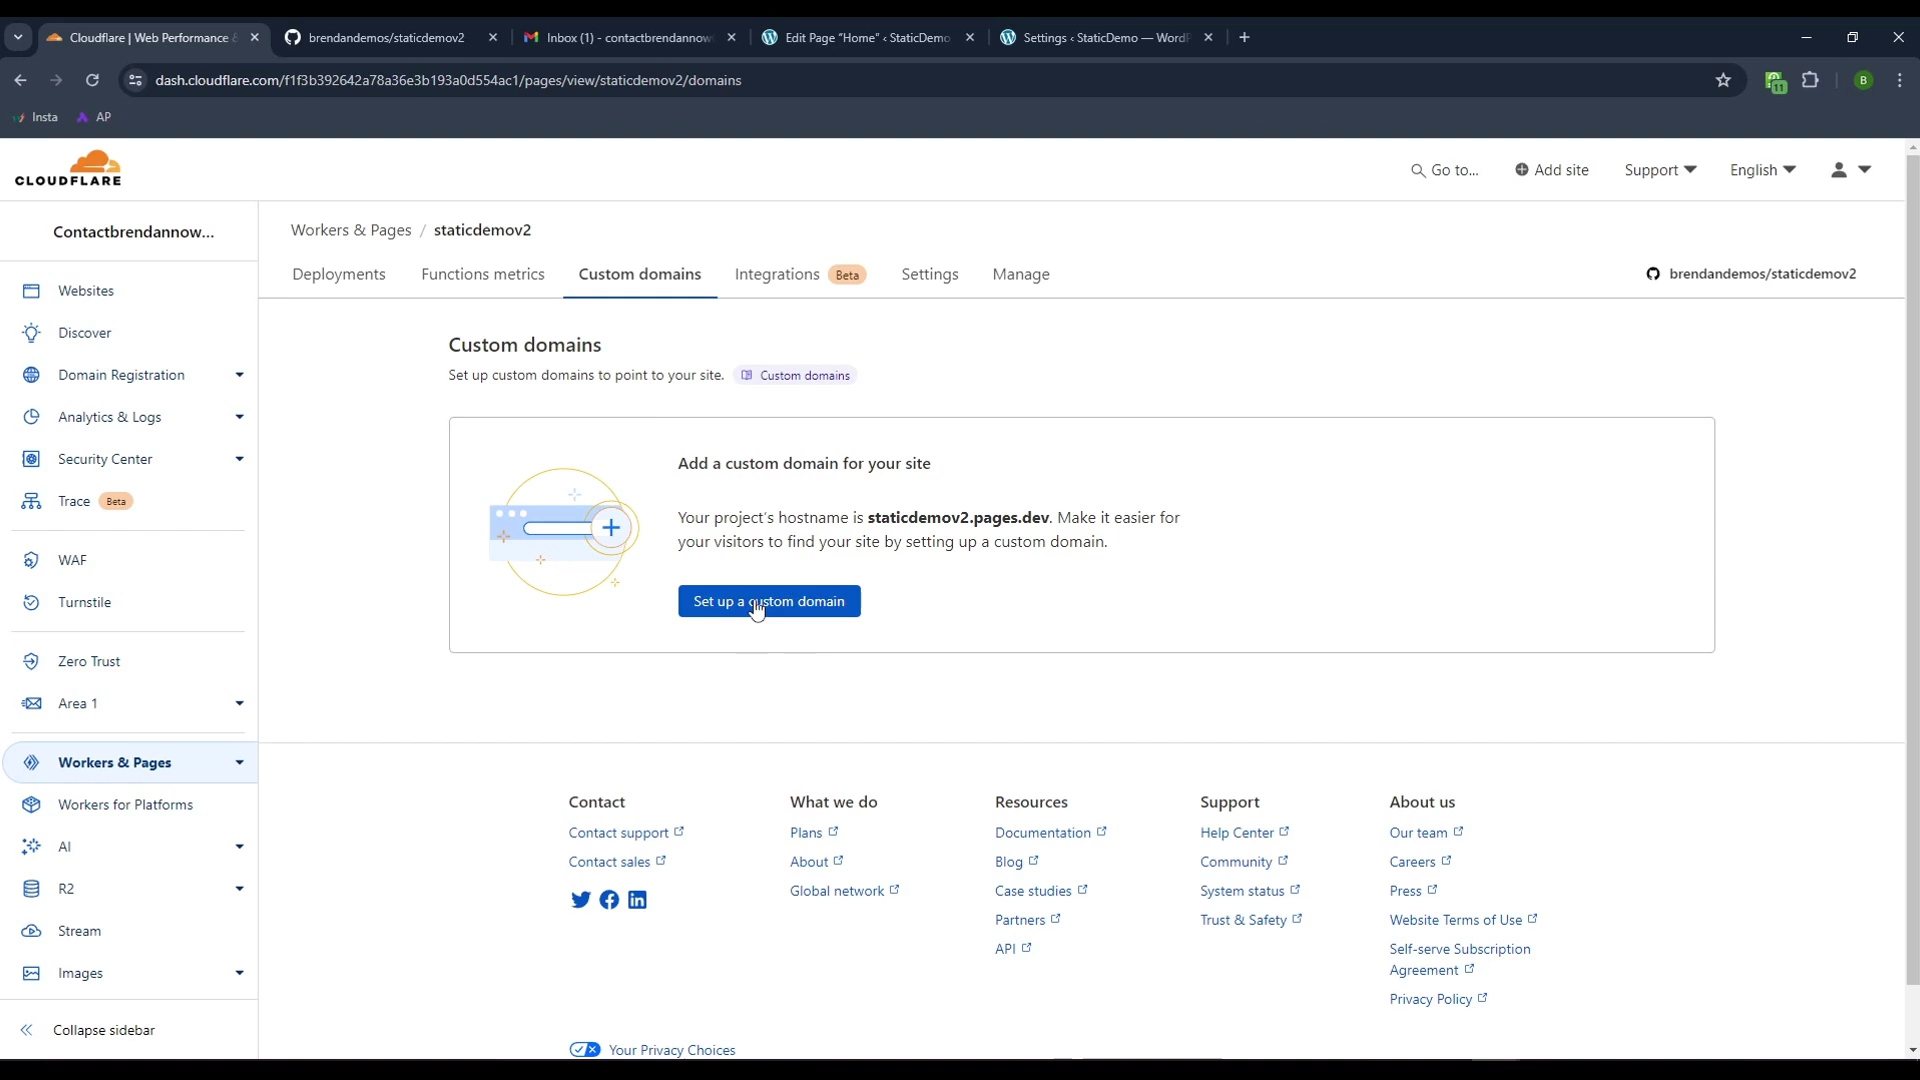 Cloudflare | Web Performance &
brendandemos/staticdemov2
Inbox (1) - contactbrendannow
Edit Page "Home" ‹ StaticDemo
Settings ‹ StaticDemo — WordP
dash.cloudflare.com/f1f3b392642a78a36e3b193a0d554ac1/pages/view/staticdemov2/domains
11
B
Insta
AP
CLOUDFLARE
Go to...
Add site
Support
English
Contactbrendannow...
Websites
Discover
Domain Registration
Analytics & Logs
Security Center
Trace Beta
WAF
Turnstile
Zero Trust
Area 1
Workers & Pages
Workers for Platforms
AI
R2
Stream
Images
Collapse sidebar
Workers & Pages / staticdemov2
Deployments
Functions metrics
Custom domains
Integrations Beta
Settings
Manage
brendandemos/staticdemov2
Custom domains
Set up custom domains to point to your site. Custom domains
Add a custom domain for your site
Your project's hostname is staticdemov2.pages.dev. Make it easier for
your visitors to find your site by setting up a custom domain.
Set up a custom domain
Contact
Contact support
Contact sales
What we do
Plans
About
Global network
Resources
Documentation
Blog
Case studies
Partners
API
Support
Help Center
Community
System status
Trust & Safety
About us
Our team
Careers
Press
Website Terms of Use
Self-serve Subscription
Agreement
Privacy Policy
Your Privacy Choices